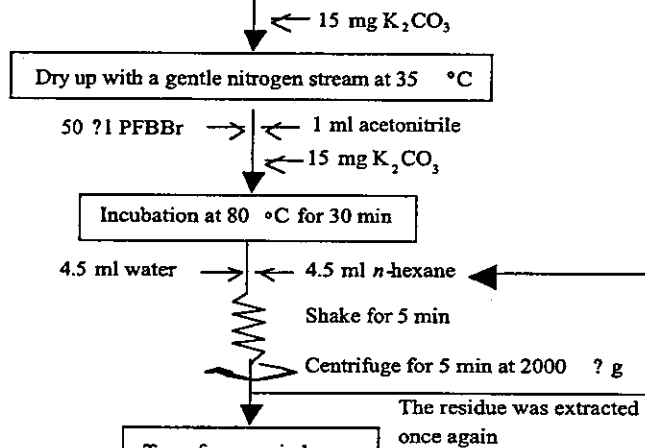 15 mg K2CO3
Dry up with a gentle nitrogen stream at 35 °C
50 ?l PFBBr
1 ml acetonitrile
15 mg K2CO3
Incubation at 80 °C for 30 min
4.5 ml water
4.5 ml n-hexane
Shake for 5 min
Centrifuge for 5 min at 2000 ? g
The residue was extracted
once again